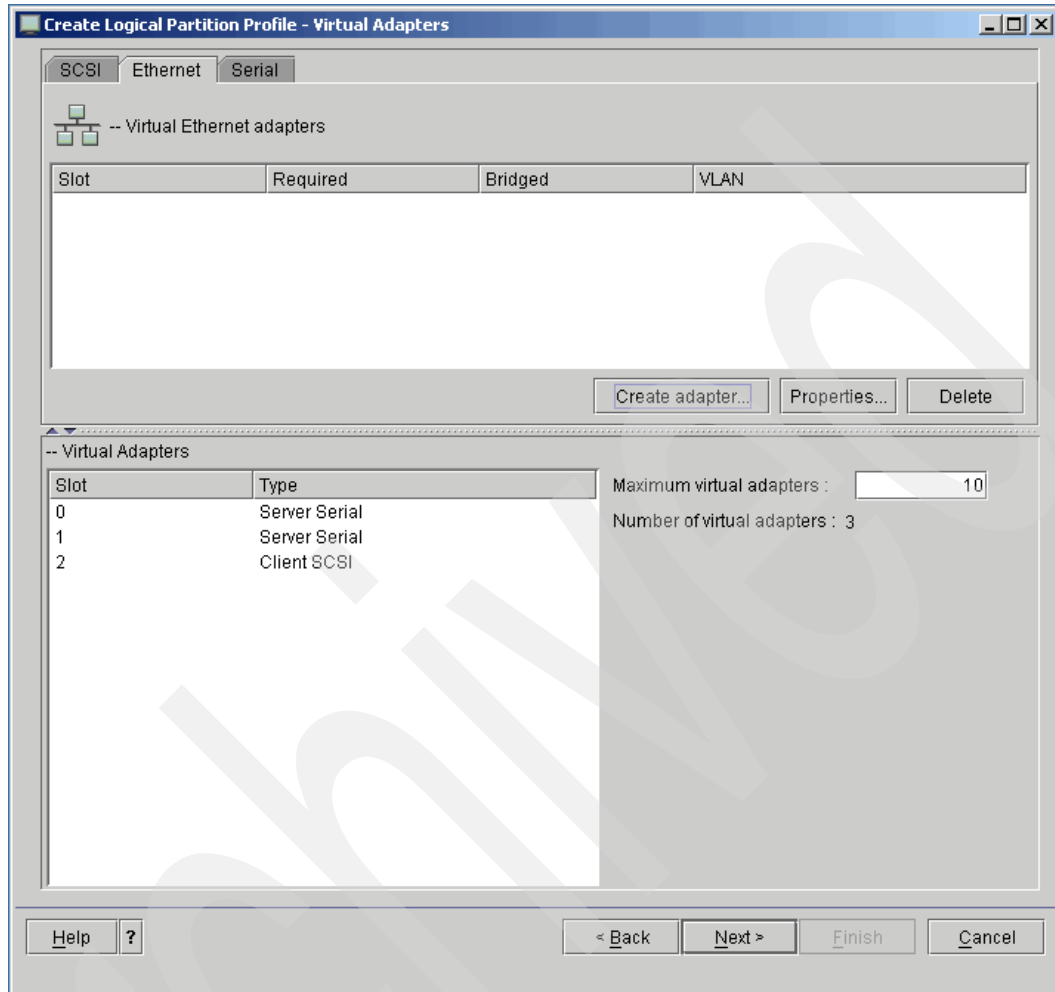 Create Logical Partition Profile - Virtual Adapters
SCSI Ethernet Serial
-- Virtual Ethernet adapters
Slot Required Bridged VLAN
Create adapter... Properties... Delete
-- Virtual Adapters
Slot Type
0 Server Serial
1 Server Serial
2 Client SCSI
Maximum virtual adapters : 10
Number of virtual adapters : 3
Help ? < Back Next > Finish Cancel